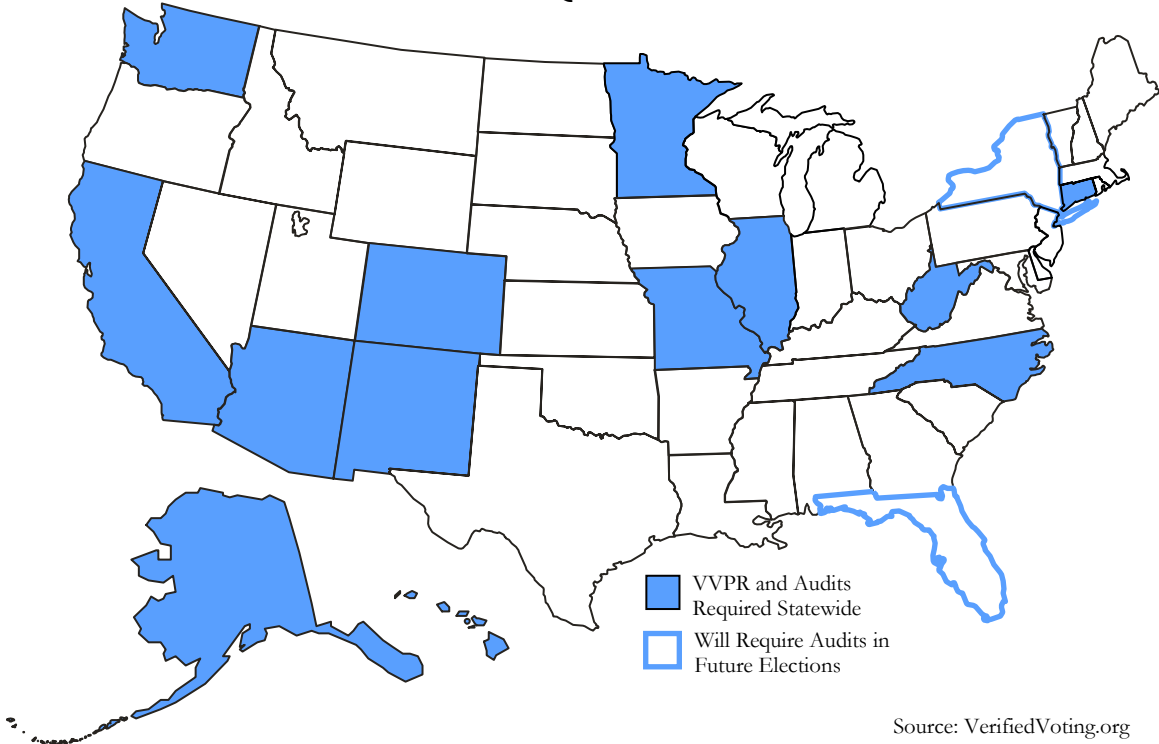 VVPR and Audits
Required Statewide
Will Require Audits in
Future Elections
Source: VerifiedVoting.org